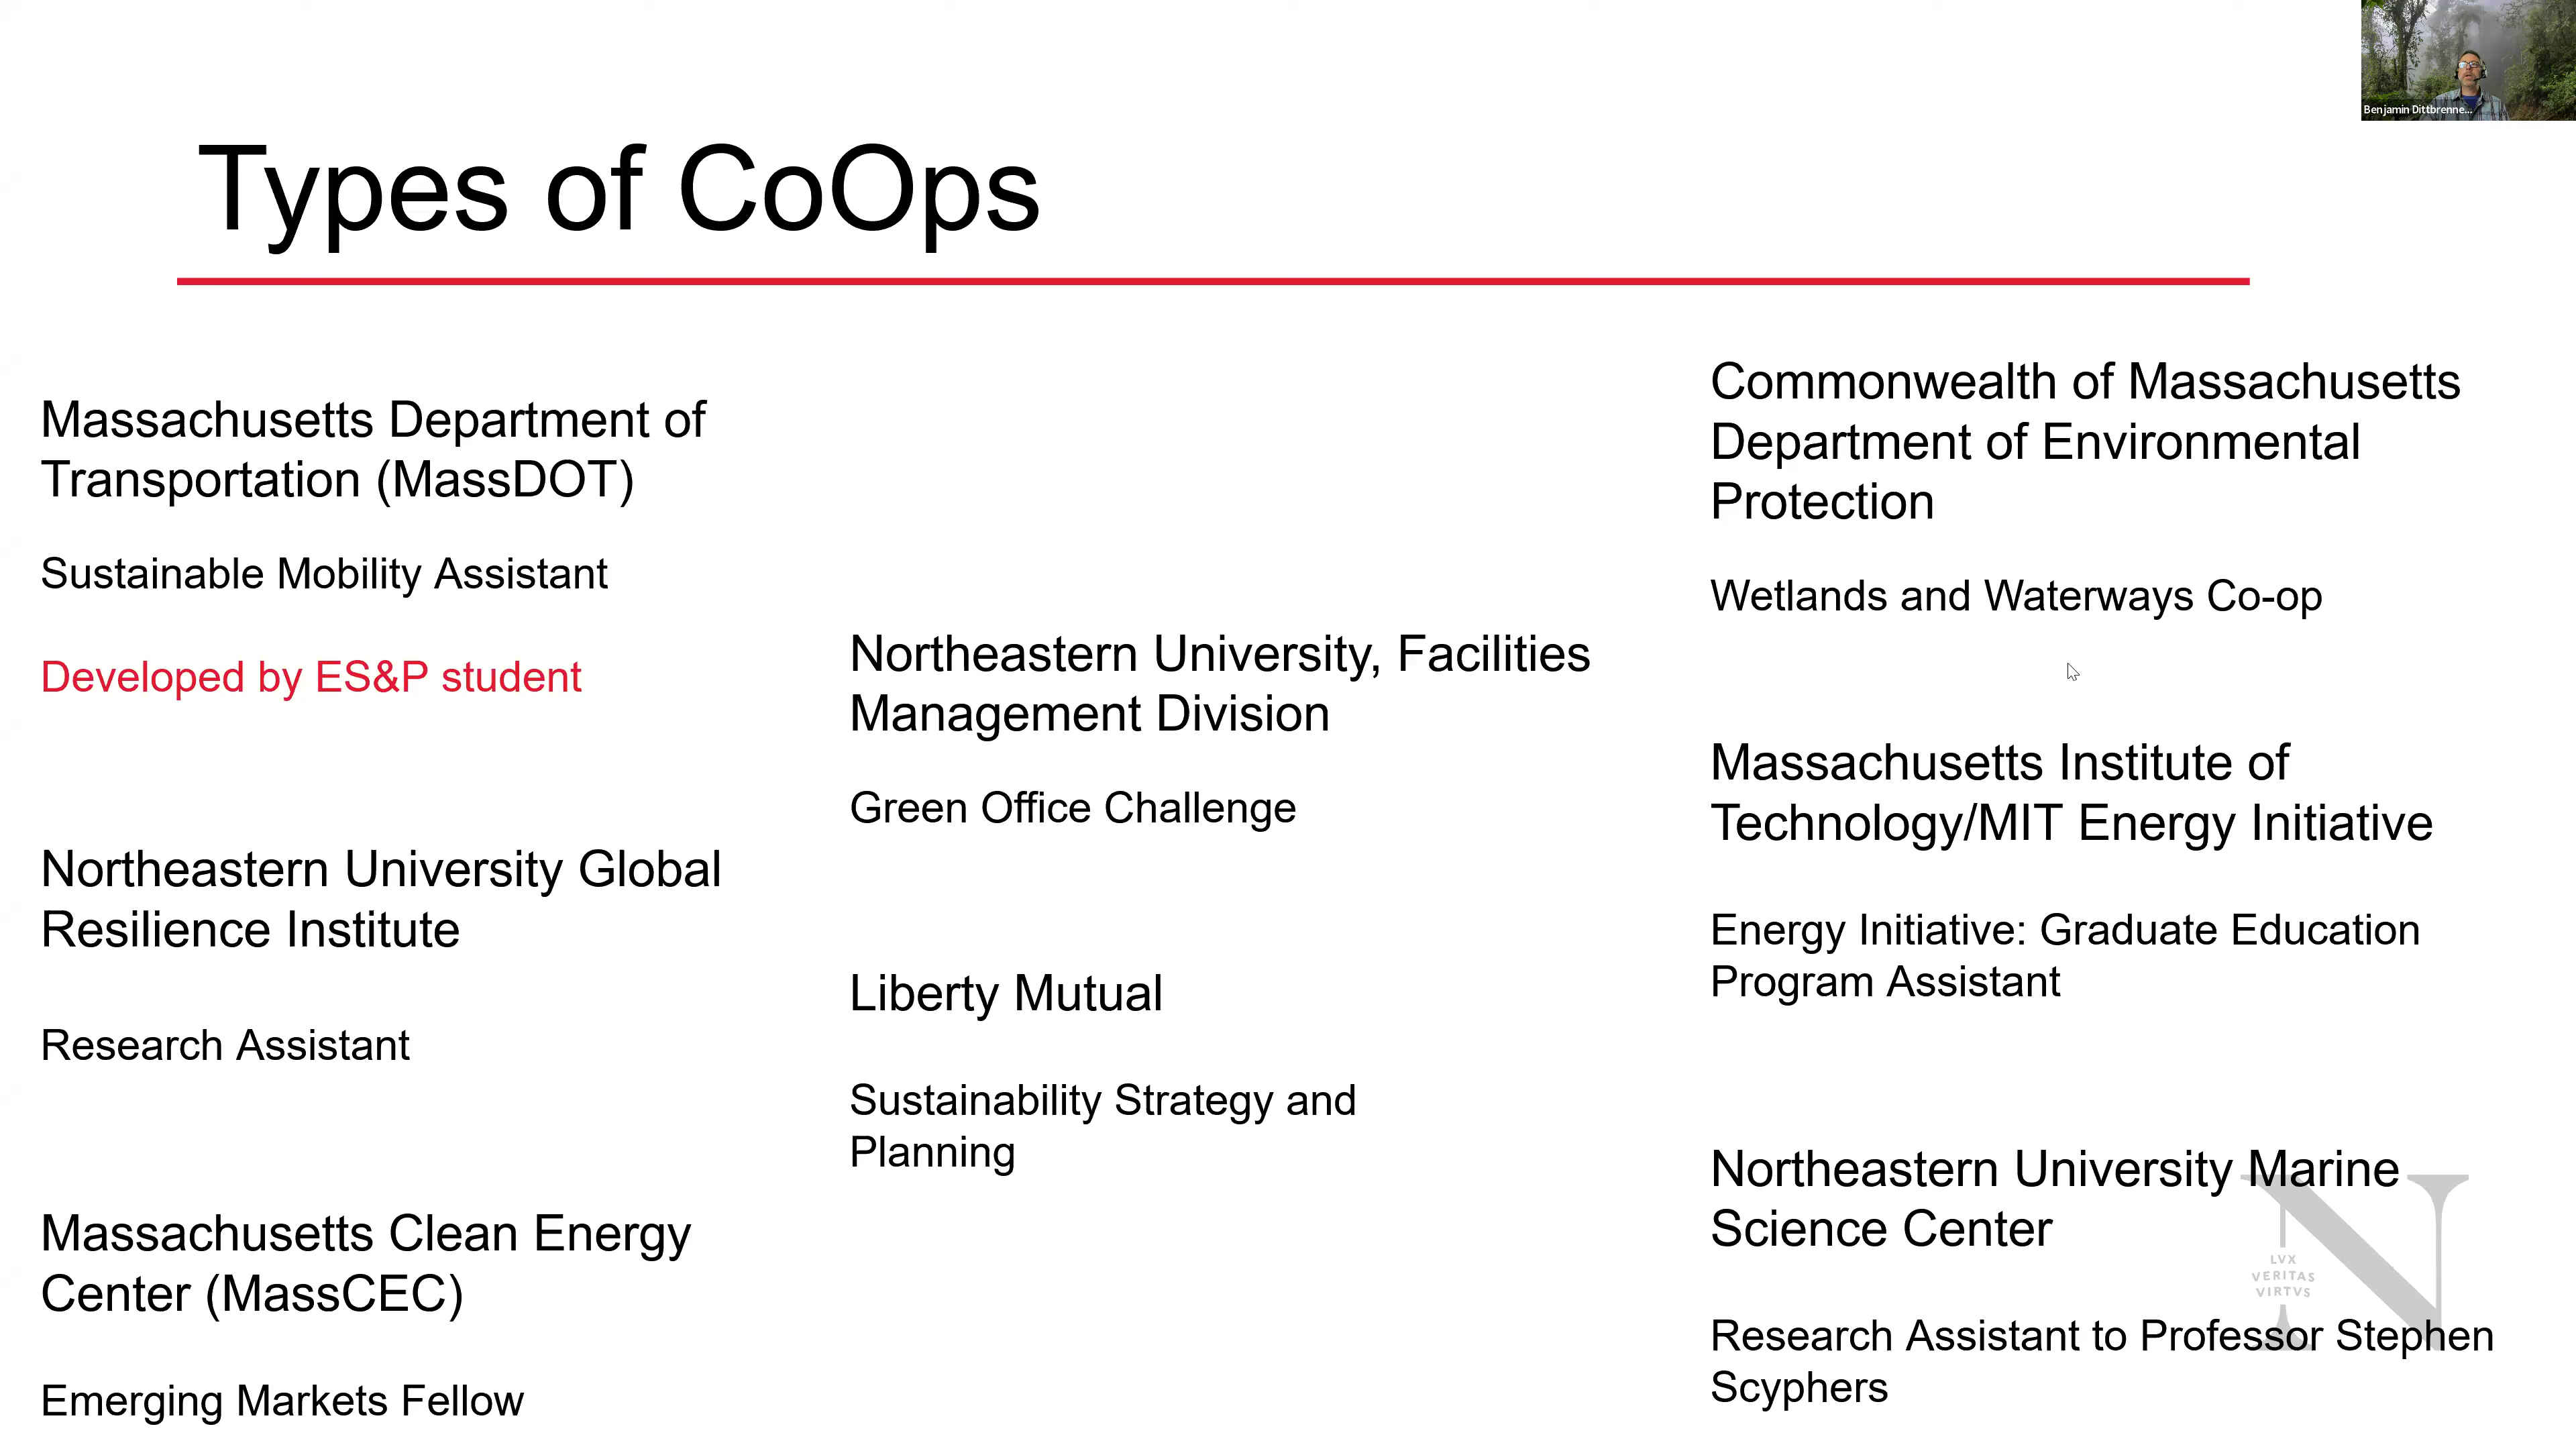 Benjamin Dittbrenne...
Types of CoOps
Massachusetts Department of
Transportation (MassDOT)
Sustainable Mobility Assistant
Developed by ES&P student
Northeastern University Global
Resilience Institute
Research Assistant
Massachusetts Clean Energy
Center (MassCEC)
Emerging Markets Fellow
Northeastern University, Facilities
Management Division
Green Office Challenge
Liberty Mutual
Sustainability Strategy and
Planning
Commonwealth of Massachusetts
Department of Environmental
Protection
Wetlands and Waterways Co-op
Massachusetts Institute of
Technology/MIT Energy Initiative
Energy Initiative: Graduate Education
Program Assistant
Northeastern University Marine
Science Center
Research Assistant to Professor Stephen
Scyphers
N
LVX
VERITAS
VIRTVS